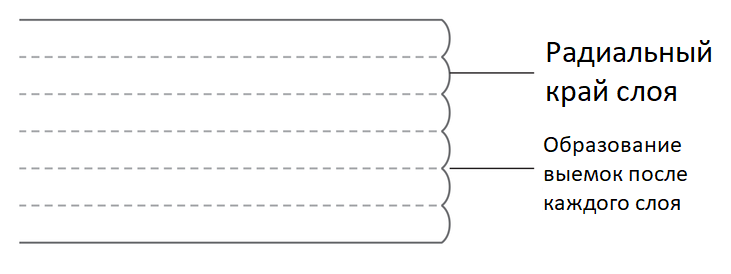 Радиальный
край слоя
Образование
выемок после
каждого слоя